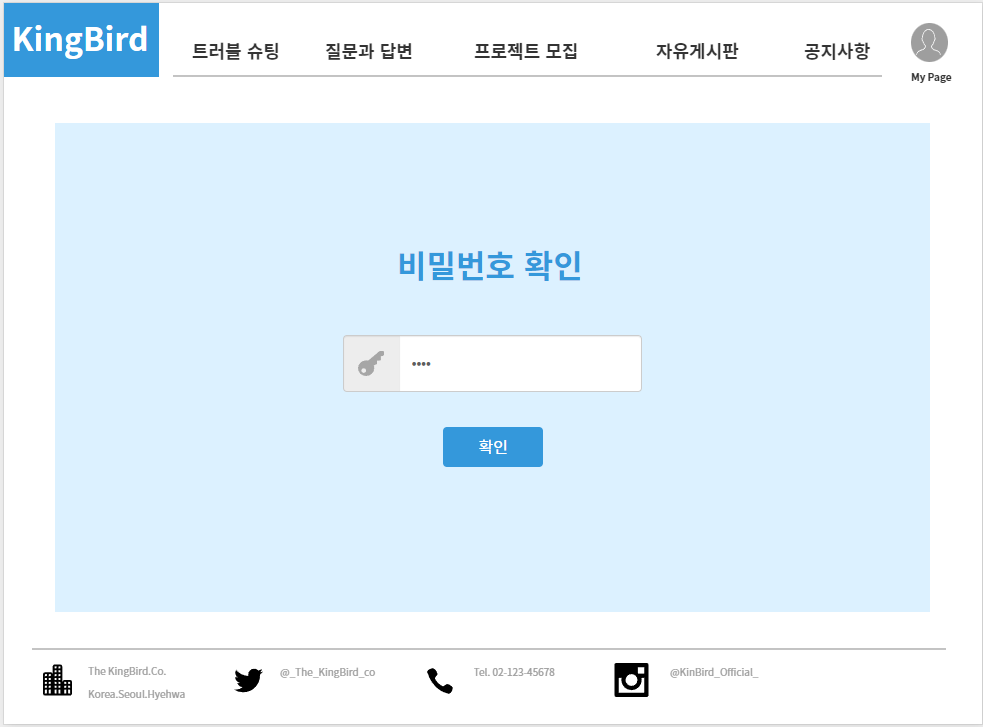 KingBird
트러블 슈팅 질문과 답변 프로젝트 모집 자유게시판 공지사항
My Page
비밀번호 확인
••••
확인
The KingBird.Co.
Korea.Seoul.Hyehwa
@_The_KingBird_co
Tel. 02-123-45678
@KinBird_Official_